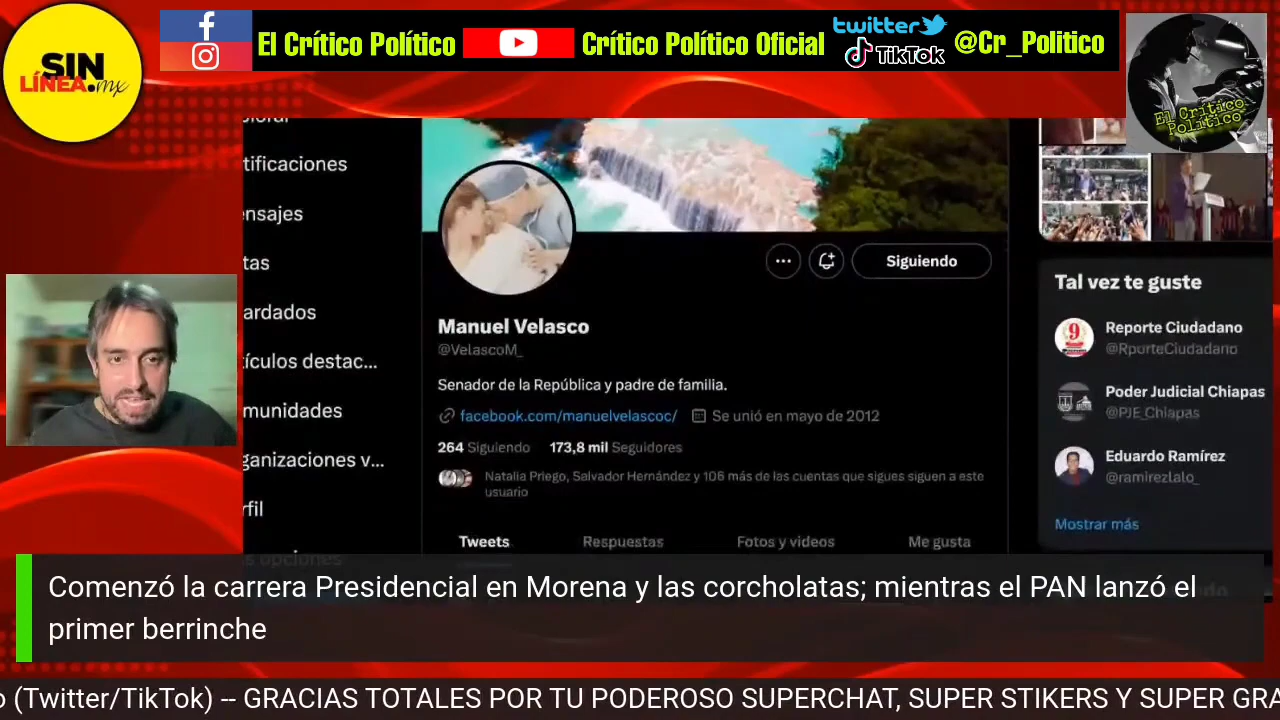 SIN
LÍNEA.mx
El Crítico Político
Crítico Político Oficial
twitter
TikTok
@Cr_Politico
El Crítico
Político
tificaciones
ensajes
tas
ardados
tículos destac...
munidades
ganizaciones v...
rfil
Siguiendo
Manuel Velasco
@VelascoM_
Senador de la República y padre de familia.
facebook.com/manuelvelascoc/ Se unió en mayo de 2012
264 Siguiendo 173,8 mil Seguidores
Natalia Priego, Salvador Hernández y 106 más de las cuentas que sigues siguen a este
usuario
Tweets Respuestas Fotos y videos Me gusta
Tal vez te guste
Reporte Ciudadano
@RporteCiudadano
Poder Judicial Chiapas
@PJE_Chiapas
Eduardo Ramírez
@ramirezlalo_
Mostrar más
Comenzó la carrera Presidencial en Morena y las corcholatas; mientras el PAN lanzó el
primer berrinche
o (Twitter/TikTok) -- GRACIAS TOTALES POR TU PODEROSO SUPERCHAT, SUPER STIKERS Y SUPER GRA